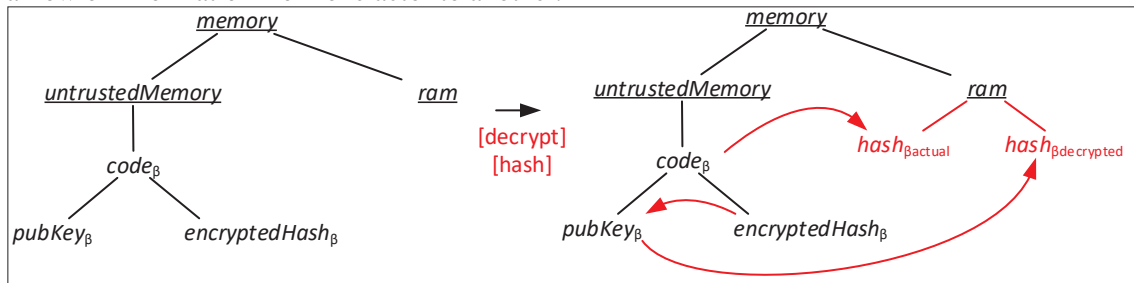 memory
memory
untrustedMemory
ram
untrustedMemory
ram
[decrypt]
[hash]
hashβactual
hashβdecrypted
codeβ
codeβ
pubKeyβ
encryptedHashβ
pubKeyβ
encryptedHashβ